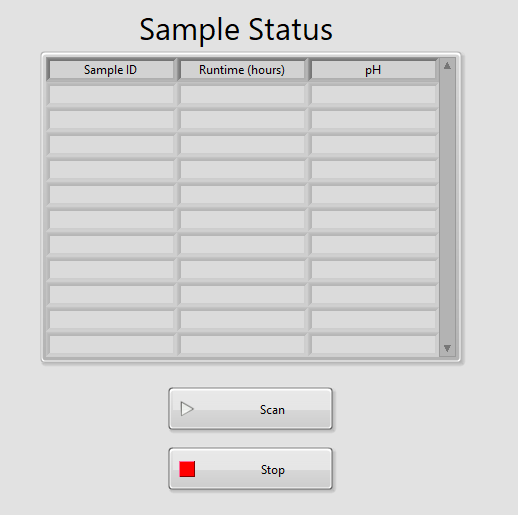 Sample Status
Sample ID Runtime (hours) pH
Scan
Stop